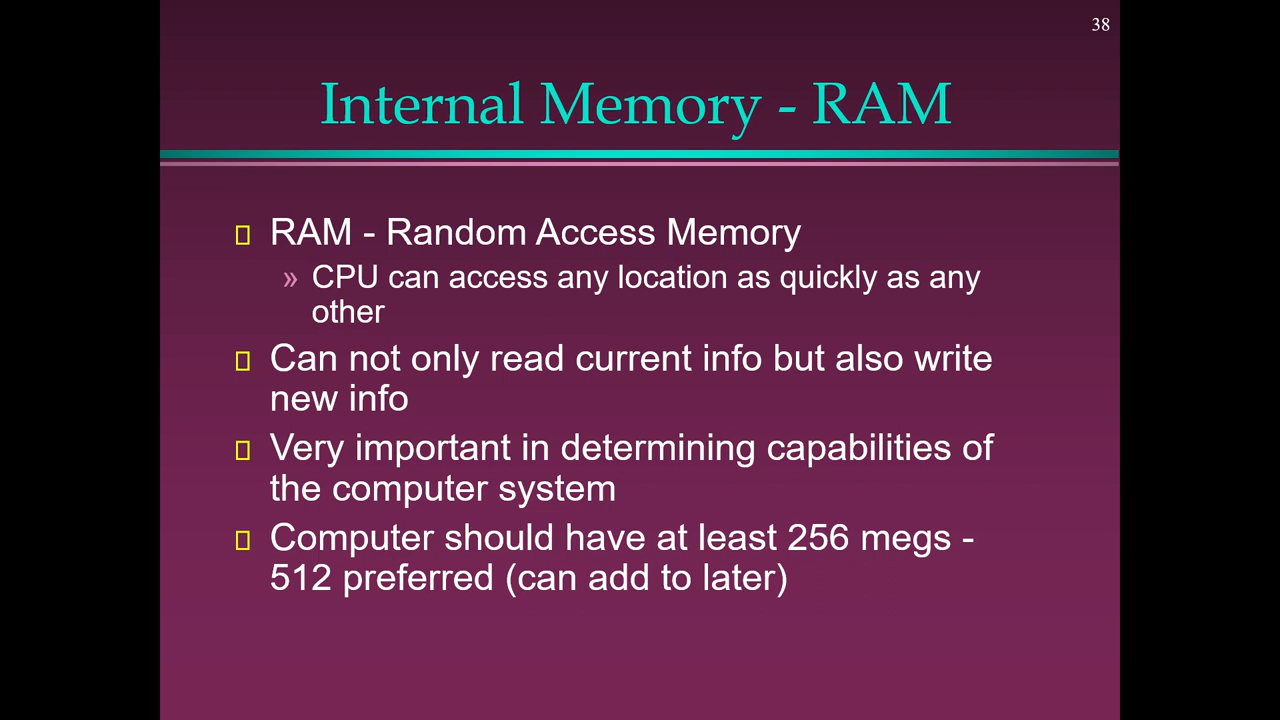 38
Internal Memory - RAM
RAM - Random Access Memory
» CPU can access any location as quickly as any
other
Can not only read current info but also write
new info
Very important in determining capabilities of
the computer system
Computer should have at least 256 megs -
512 preferred (can add to later)